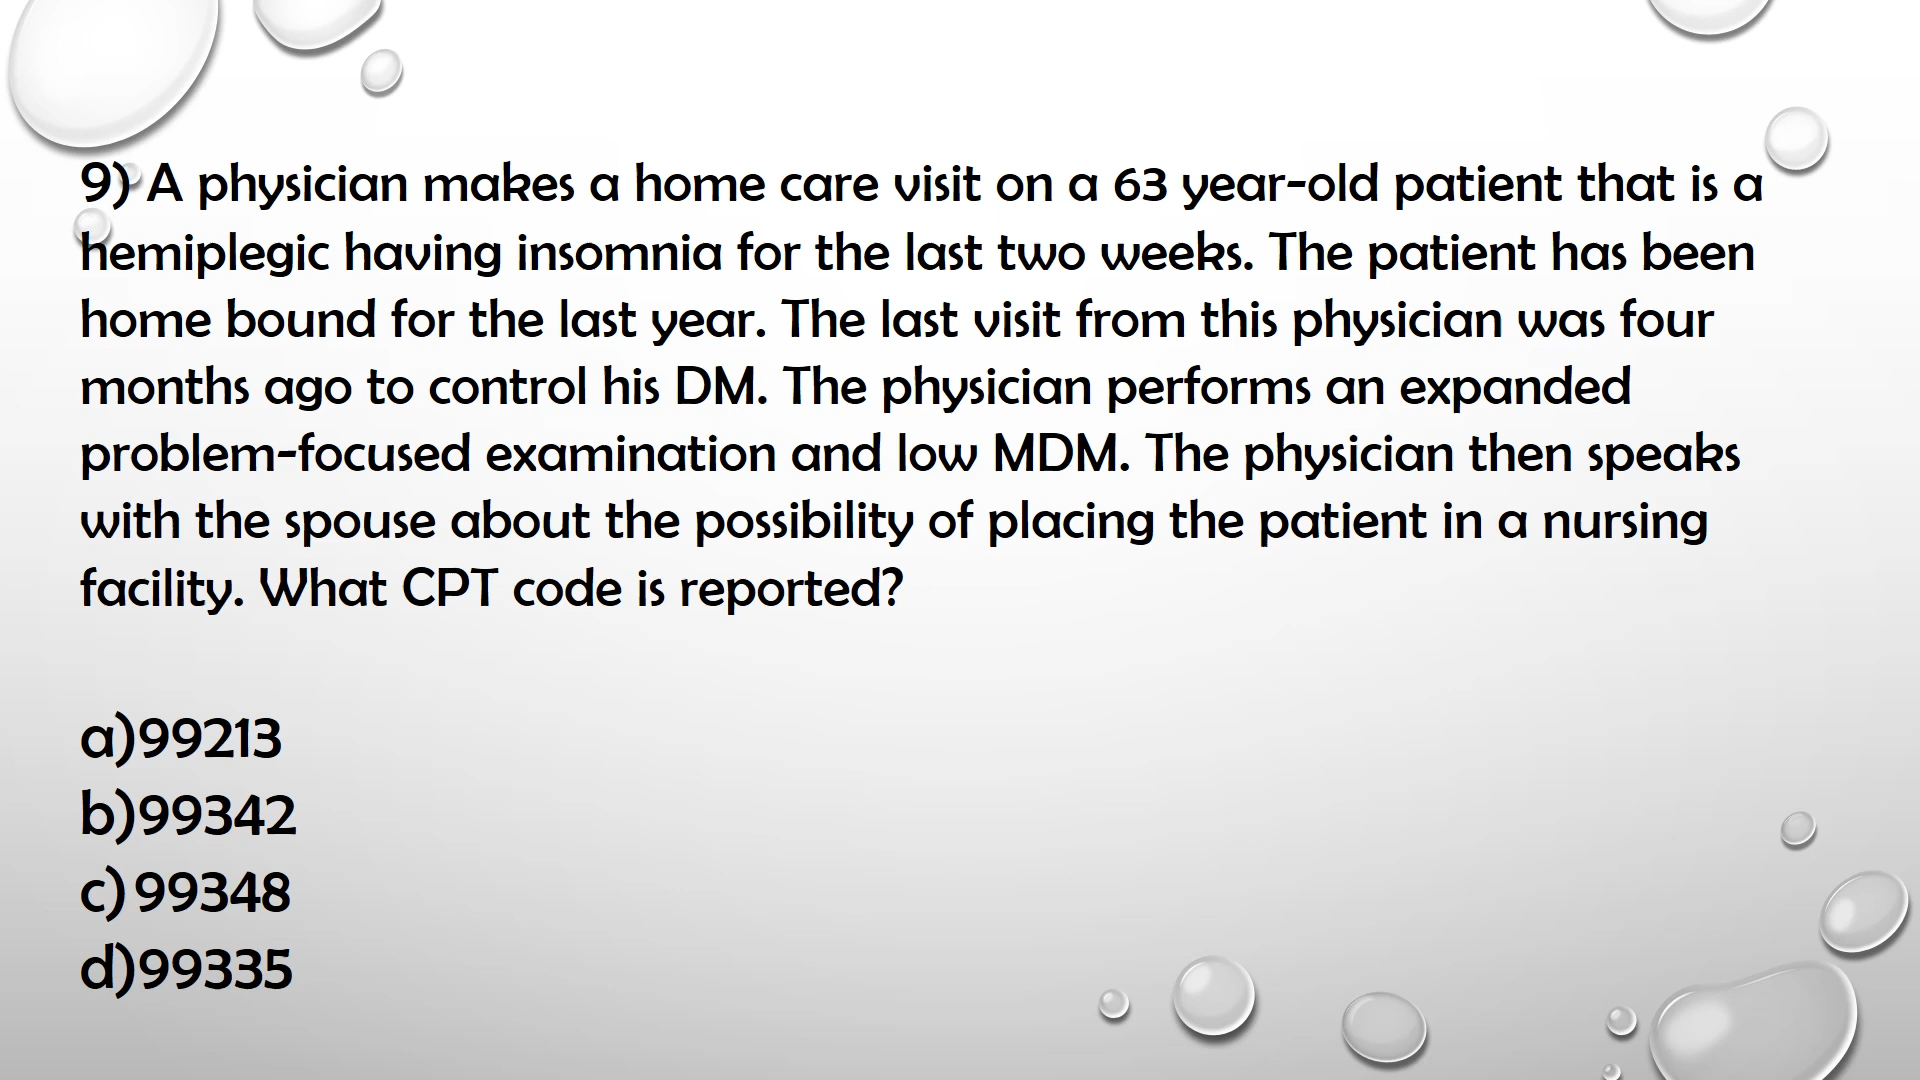 9) A physician makes a home care visit on a 63 year-old patient that is a
hemiplegic having insomnia for the last two weeks. The patient has been
home bound for the last year. The last visit from this physician was four
months ago to control his DM. The physician performs an expanded
problem-focused examination and low MDM. The physician then speaks
with the spouse about the possibility of placing the patient in a nursing
facility. What CPT code is reported?
a)99213
b)99342
c)99348
d)99335